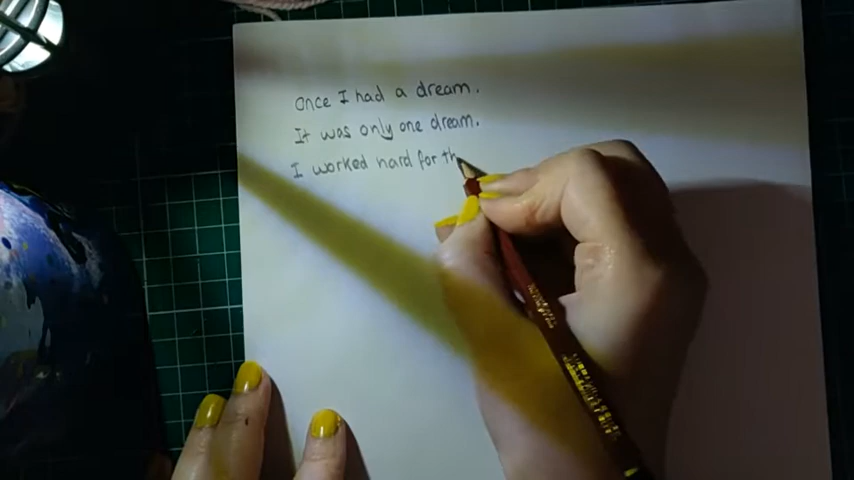 Once I had a dream.
It was only one dream.
I worked hard for th